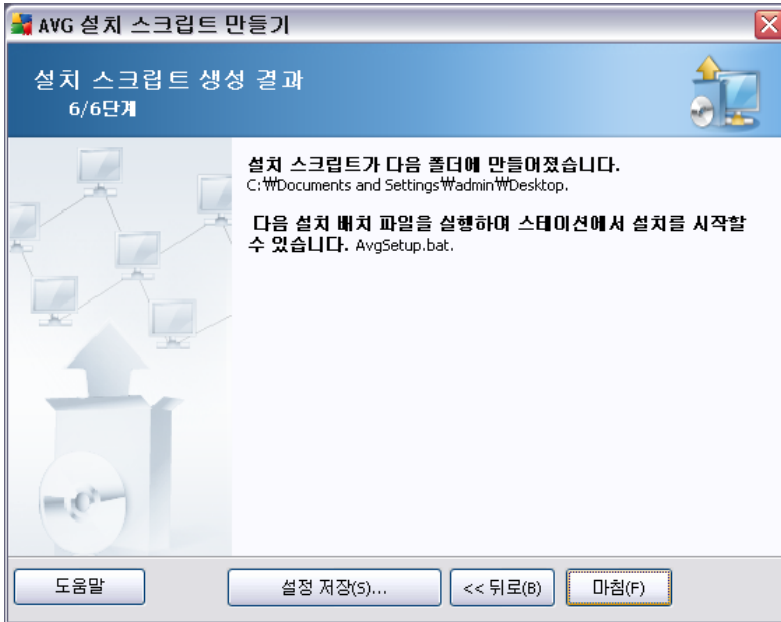 AVG 설치 스크립트 만들기
설치 스크립트 생성 결과
6/6단계
설치 스크립트가 다음 폴더에 만들어졌습니다.
C:₩Documents and Settings₩admin₩Desktop.
다음 설치 배치 파일을 실행하여 스테이션에서 설치를 시작할
수 있습니다. AvgSetup.bat.
도움말
설정 저장(S)...
<< 뒤로(B)
마침(F)